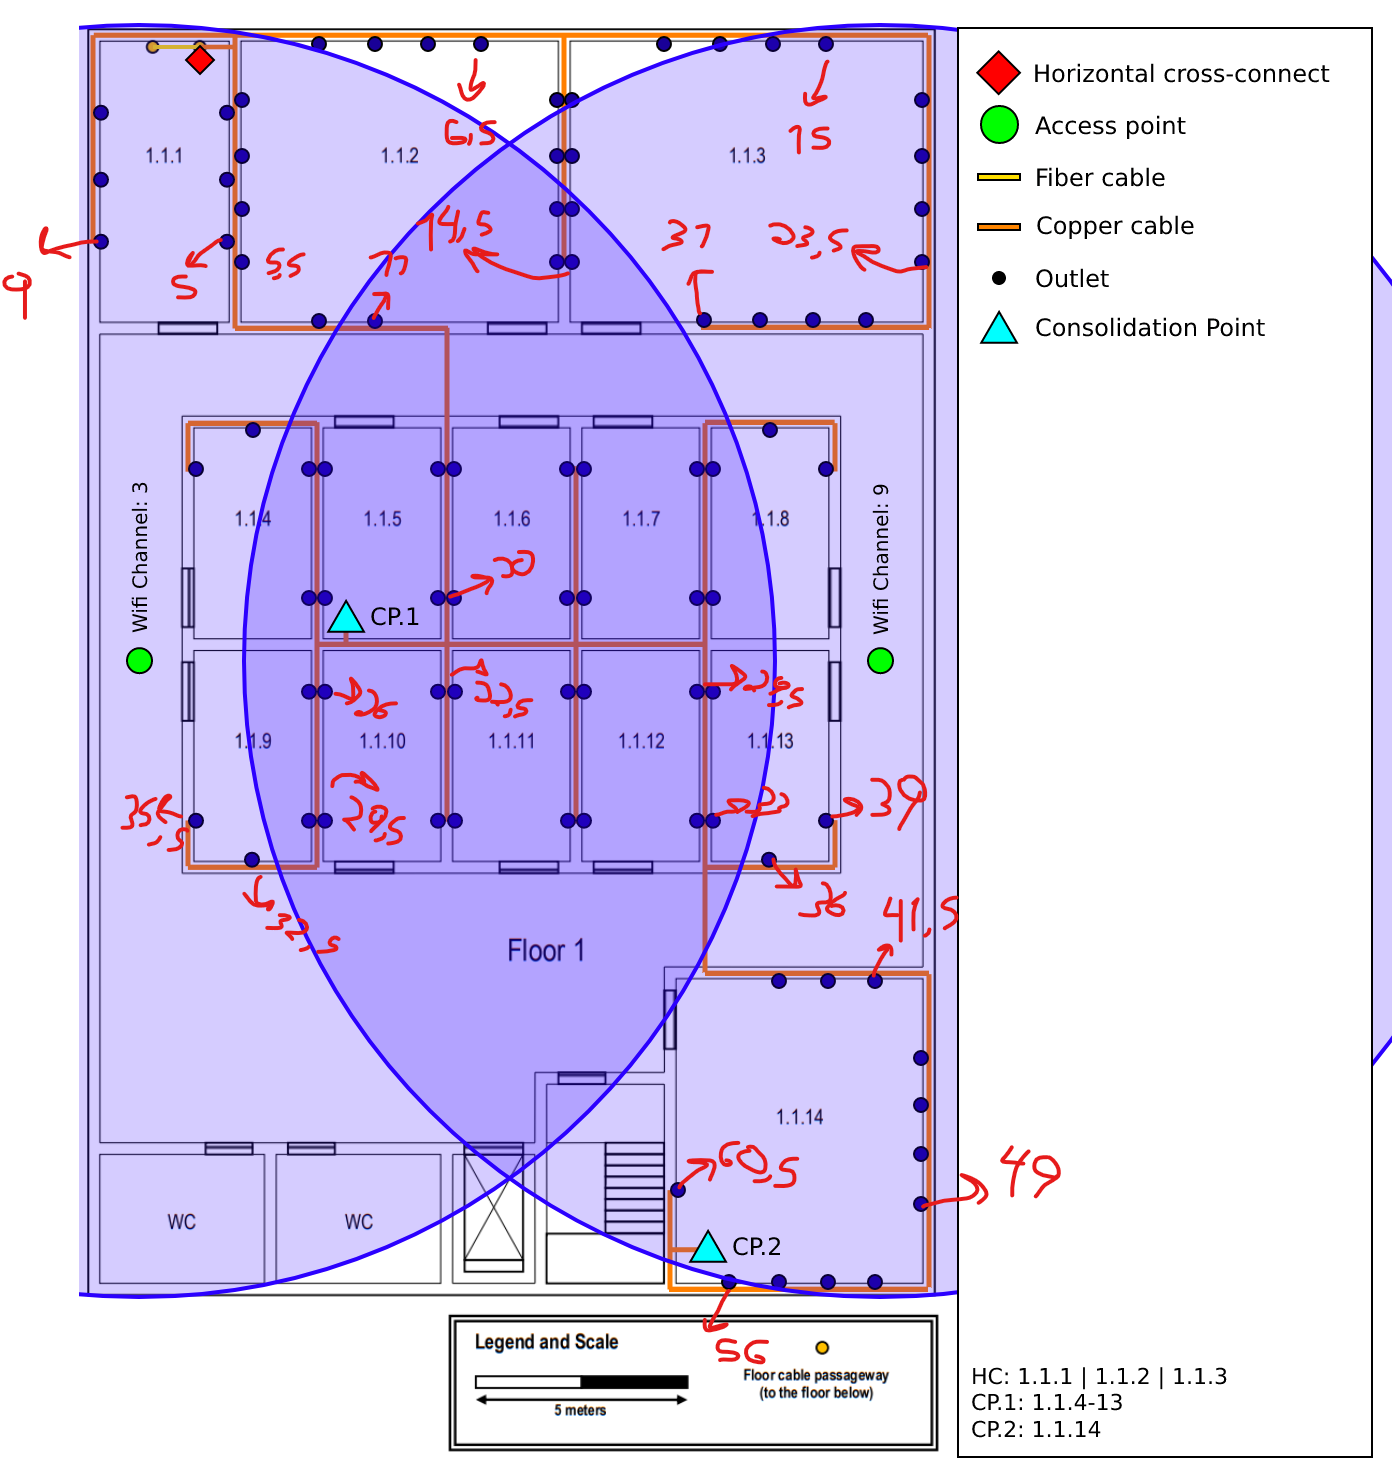 Horizontal cross-connect
Access point
Fiber cable
Copper cable
Outlet
Consolidation Point
1.1.1
1.1.2
1.1.3
6,5
15
9
5
5,5
11
14,5
31
23,5
Wifi Channel: 3
Wifi Channel: 9
1.1.4
1.1.5
1.1.6
1.1.7
1.1.8
20
CP.1
26
22,5
1.1.9
1.1.10
1.1.11
1.1.12
1.1.13
35,5
29,5
33
39
32,5
36
41,5
Floor 1
1.1.14
60,5
49
WC
WC
CP.2
56
Legend and Scale
5 meters
Floor cable passageway
(to the floor below)
HC: 1.1.1 | 1.1.2 | 1.1.3
CP.1: 1.1.4-13
CP.2: 1.1.14